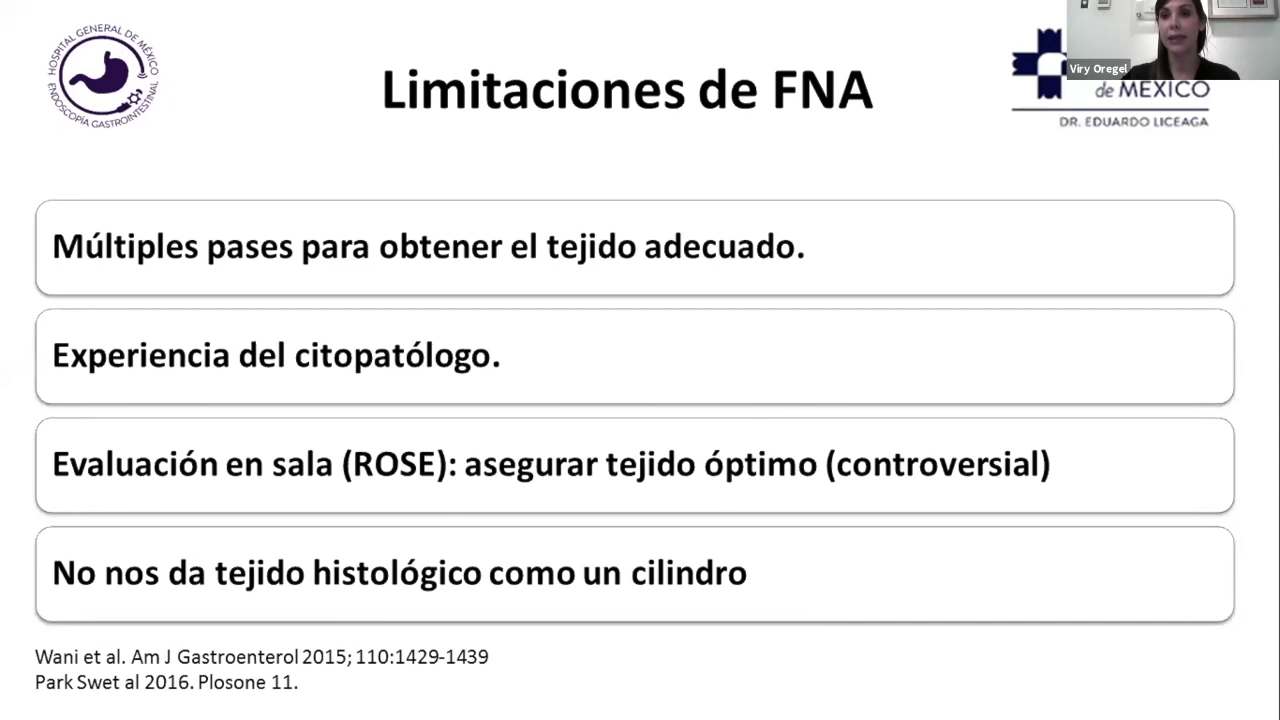 HOSPITAL GENERAL DE MÉXICO
ENDOSCOPÍA GASTROINTESTINAL
Limitaciones de FNA
Viry Oregel
de MÉXICO
DR. EDUARDO LICEAGA
Múltiples pases para obtener el tejido adecuado.
Experiencia del citopatólogo.
Evaluación en sala (ROSE): asegurar tejido óptimo (controversial)
No nos da tejido histológico como un cilindro
Wani et al. Am J Gastroenterol 2015; 110:1429-1439
Park Swet al 2016. Plosone 11.